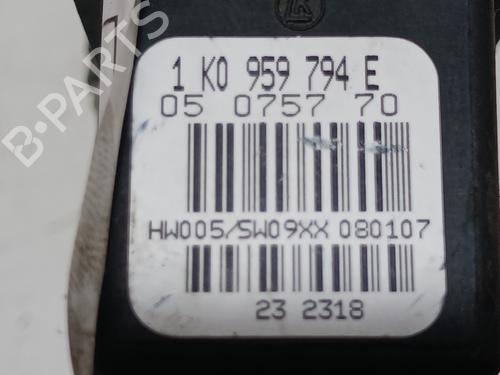 1 K0 959 794 E
05 0757 70
HW005/SW09XX 080107
23 2318
B-PARTS